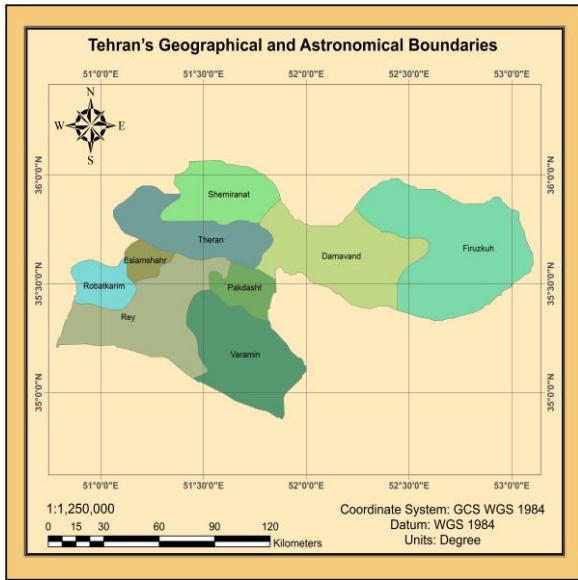 Tehran's Geographical and Astronomical Boundaries
51°0'0"E 51°30'0"E 52°0'0"E 52°30'0"E 53°0'0"E
N
W E
S
36°0'0"N 36°0'0"N
Shemiranat
Theran
Firuzkuh
Damavand
Eslamshahr
35°30'0"N 35°30'0"N
Robatkarim
Pakdasht
Rey
Varamin
35°0'0"N 35°0'0"N
51°0'0"E 51°30'0"E 52°0'0"E 52°30'0"E 53°0'0"E
1:1,250,000
0 15 30 60 90 120
Kilometers
Coordinate System: GCS WGS 1984
Datum: WGS 1984
Units: Degree